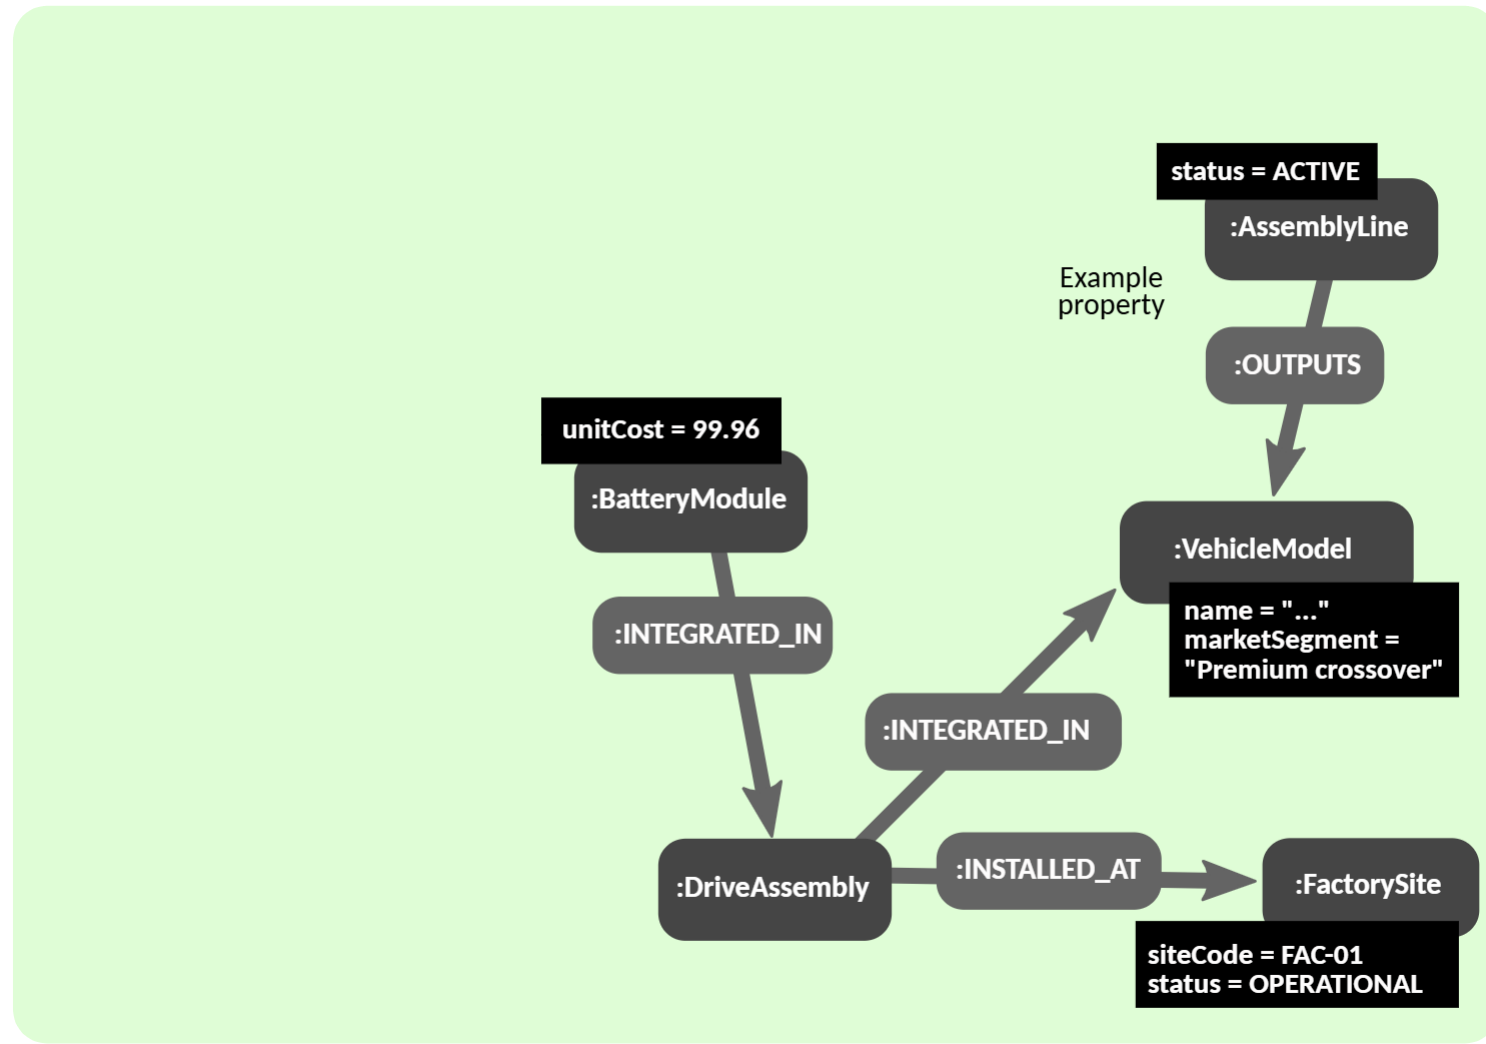 status = ACTIVE
:AssemblyLine
Example
property
:OUTPUTS
unitCost = 99.96
:BatteryModule
:VehicleModel
name = "..."
marketSegment =
"Premium crossover"
:INTEGRATED_IN
:INTEGRATED_IN
:DriveAssembly
:INSTALLED_AT
:FactorySite
siteCode = FAC-01
status = OPERATIONAL